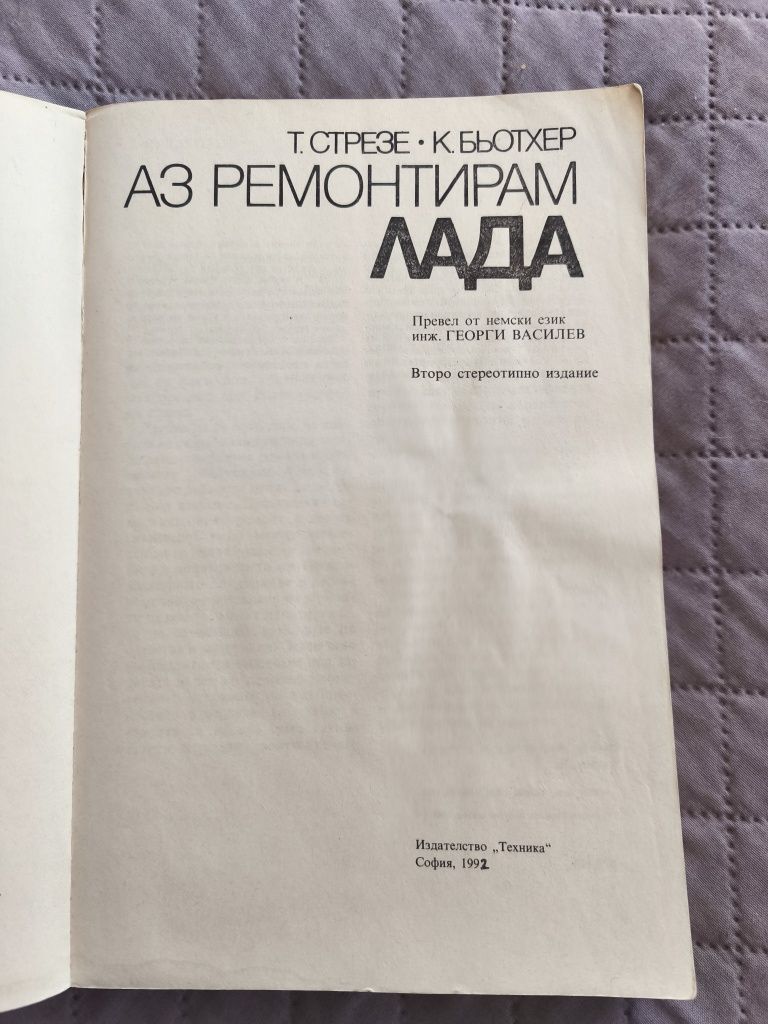 Т. СТРЕЗЕ · К. БЬОТХЕР
АЗ РЕМОНТИРАМ
ЛАДА
Превел от немски език
инж. ГЕОРГИ ВАСИЛЕВ
Второ стереотипно издание
Издателство „Техника“
София, 1992